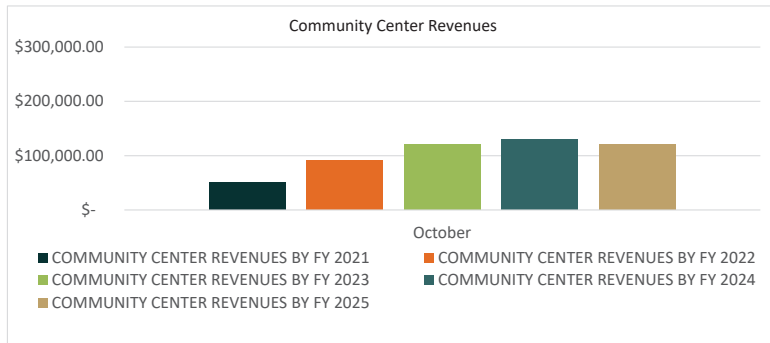 Community Center Revenues
$300,000.00
$200,000.00
$100,000.00
$-
October
COMMUNITY CENTER REVENUES BY FY 2021
COMMUNITY CENTER REVENUES BY FY 2022
COMMUNITY CENTER REVENUES BY FY 2023
COMMUNITY CENTER REVENUES BY FY 2024
COMMUNITY CENTER REVENUES BY FY 2025